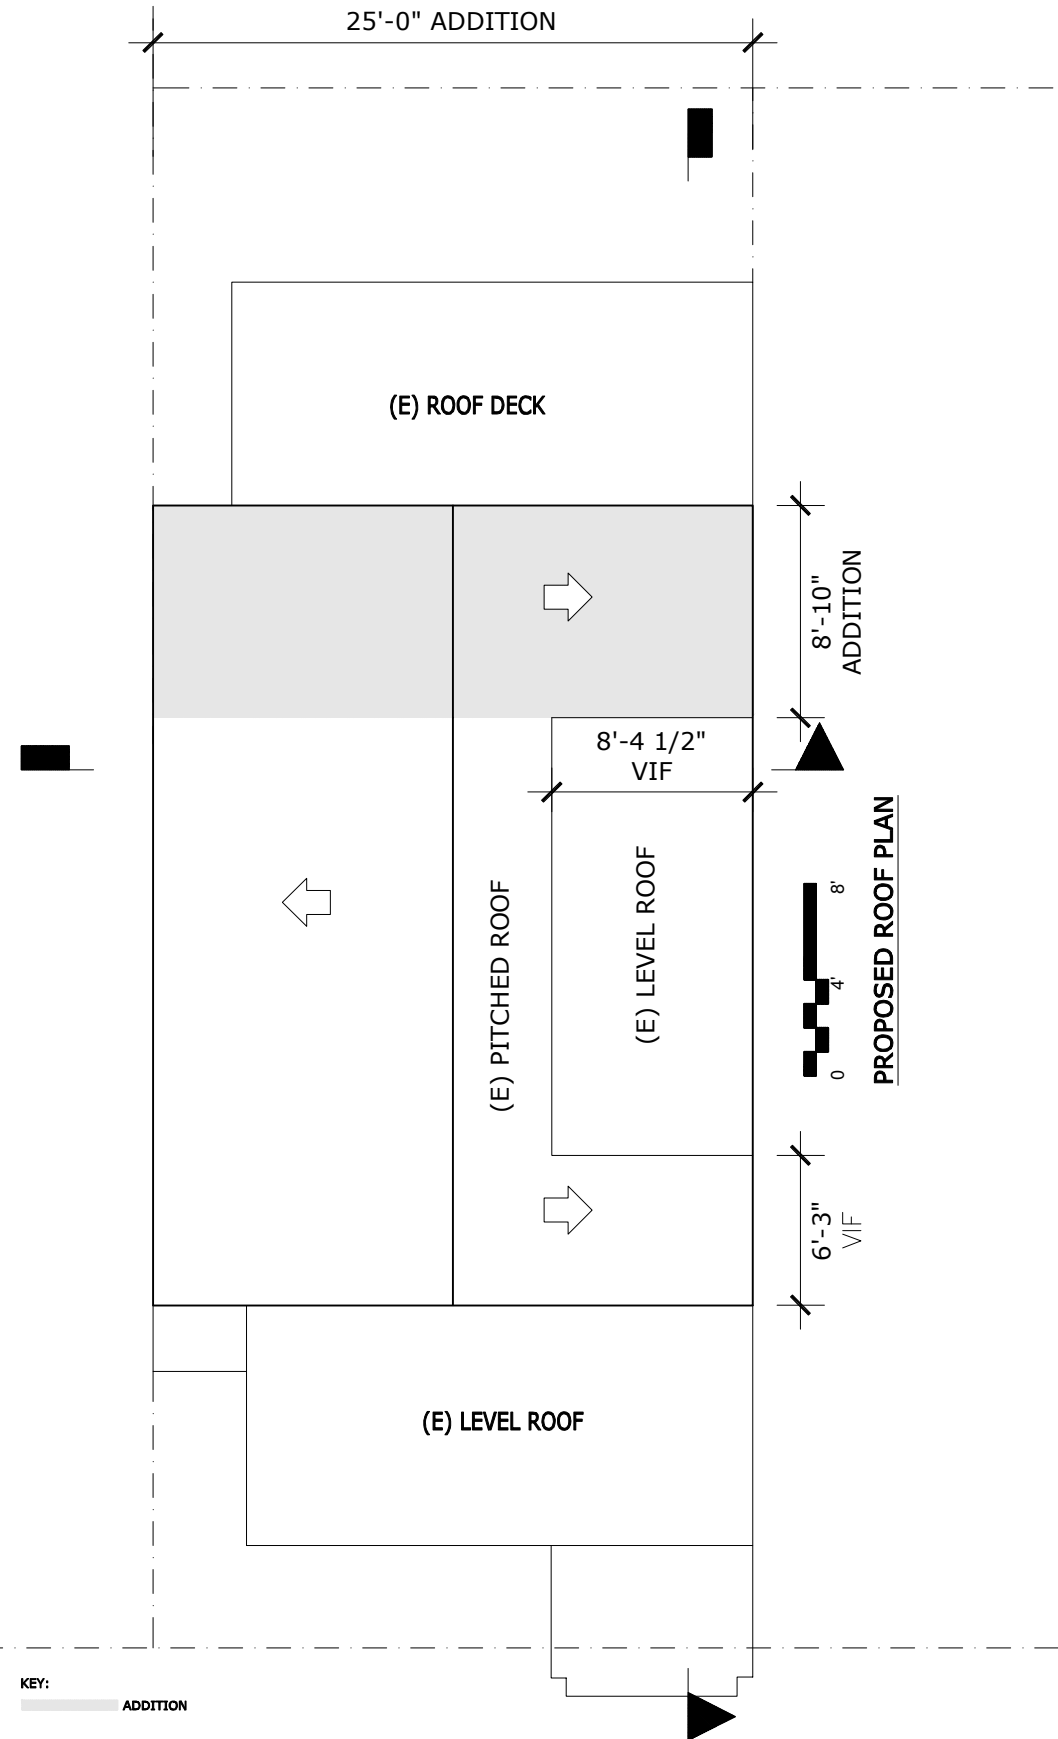 25'-0" ADDITION
(E) ROOF DECK
8'-10"
ADDITION
8'-4 1/2"
VIF
(E) PITCHED ROOF
(E) LEVEL ROOF
8'
4'
0
PROPOSED ROOF PLAN
6'-3"
VIF
(E) LEVEL ROOF
KEY:
ADDITION